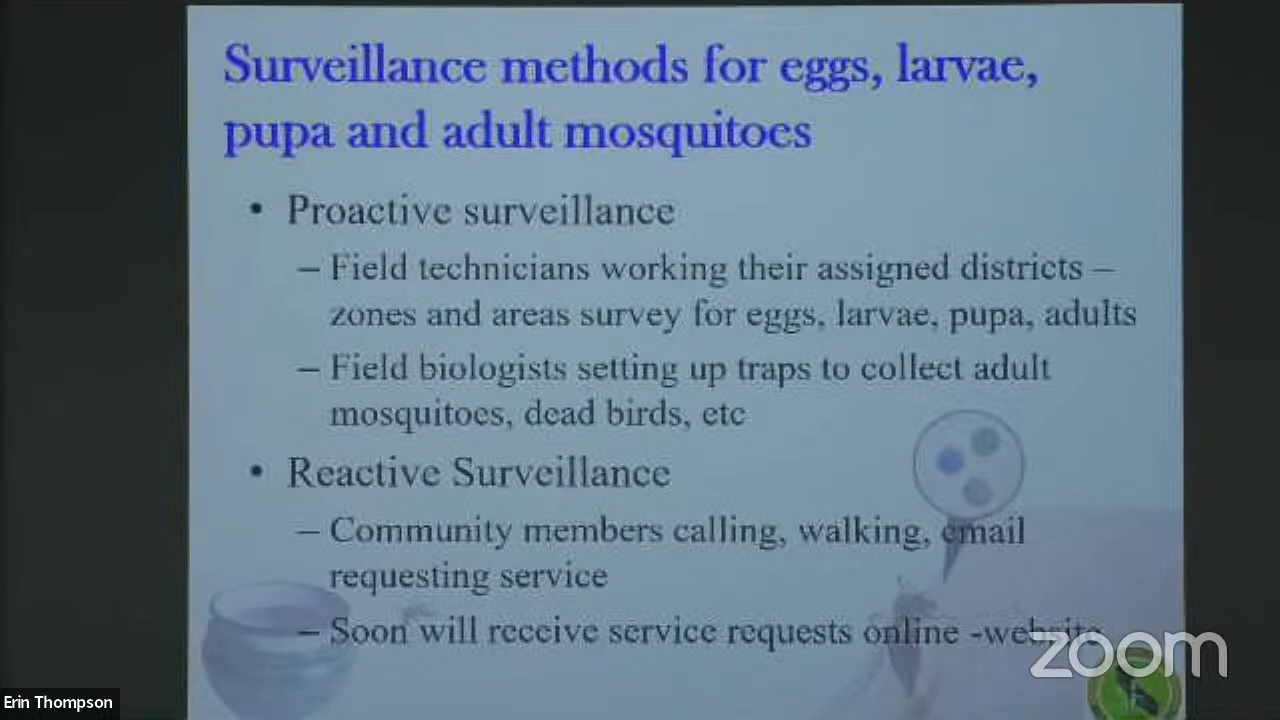 Surveillance methods for eggs, larvae,
pupa and adult mosquitoes
• Proactive surveillance
– Field technicians working their assigned districts –
zones and areas survey for eggs, larvae, pupa, adults
– Field biologists setting up traps to collect adult
mosquitoes, dead birds, etc
• Reactive Surveillance
– Community members calling, walking, email
requesting service
– Soon will receive service requests online -website
zoom
Erin Thompson